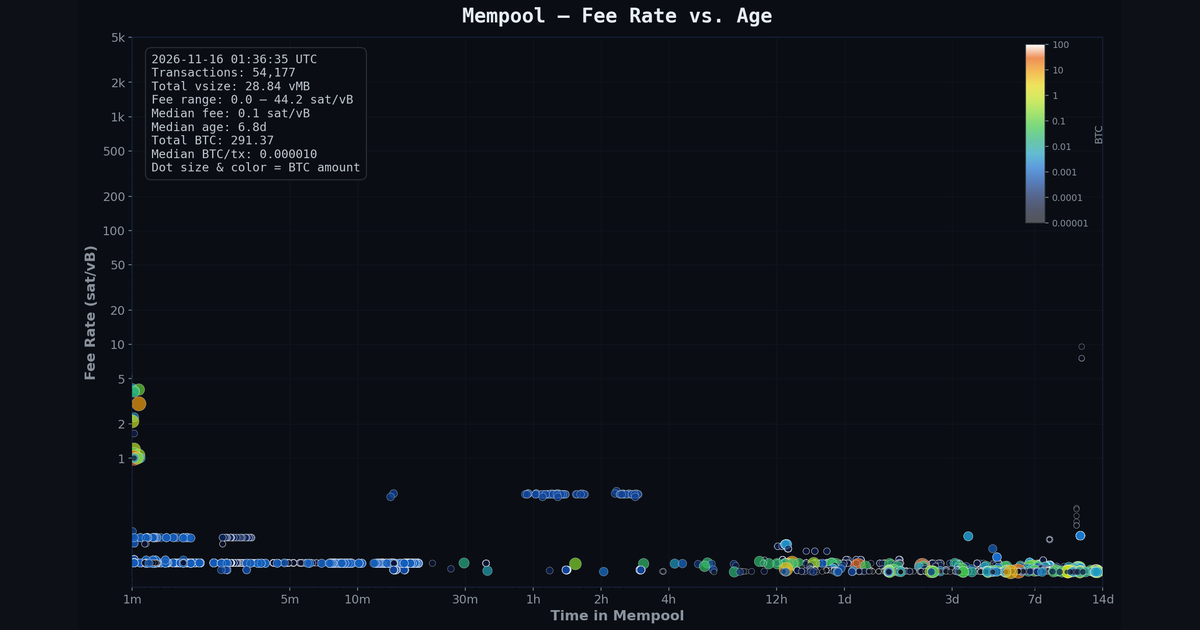 Mempool — Fee Rate vs. Age
2026-11-16 01:36:35 UTC
Transactions: 54,177
Total vsize: 28.84 vMB
Fee range: 0.0 — 44.2 sat/vB
Median fee: 0.1 sat/vB
Median age: 6.8d
Total BTC: 291.37
Median BTC/tx: 0.000010
Dot size & color = BTC amount
100
10
1
0.1
0.01
0.001
0.0001
0.00001
BTC
5k
2k
1k
500
200
100
50
20
10
5
2
1
Fee Rate (sat/vB)
1m 5m 10m 30m 1h 2h 4h 12h 1d 3d 7d 14d
Time in Mempool